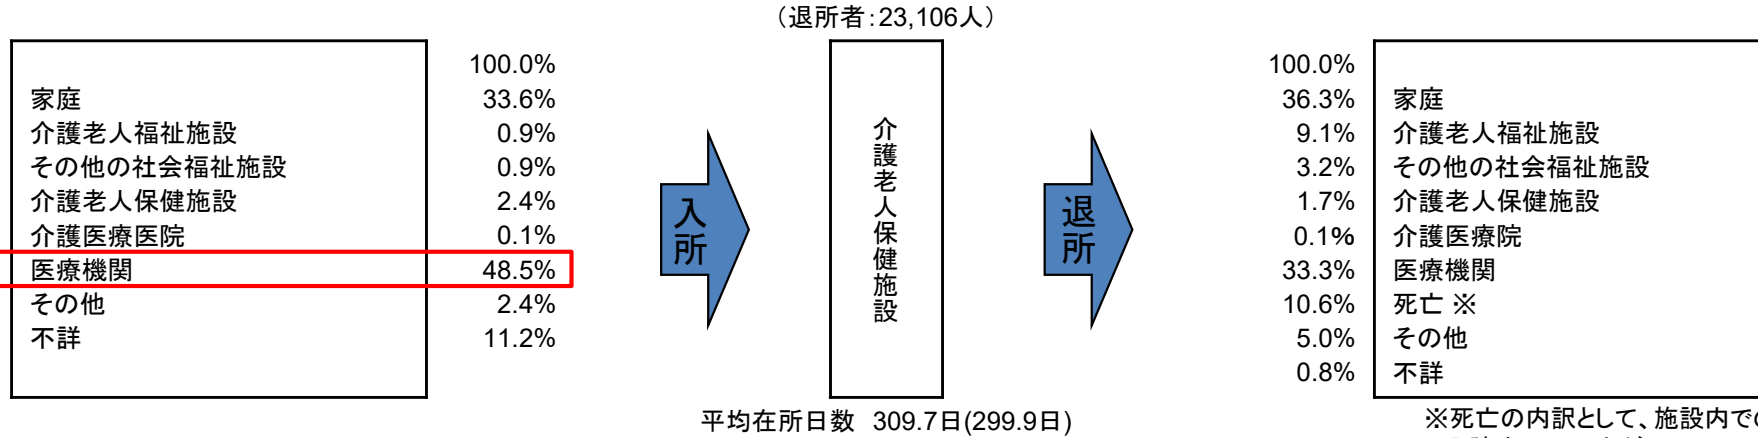 （退所者：23,106人）
100.0%
家庭 33.6%
介護老人福祉施設 0.9%
その他の社会福祉施設 0.9%
介護老人保健施設 2.4%
介護医療医院 0.1%
医療機関 48.5%
その他 2.4%
不詳 11.2%
入所
介護老人保健施設
退所
100.0%
36.3% 家庭
9.1% 介護老人福祉施設
3.2% その他の社会福祉施設
1.7% 介護老人保健施設
0.1% 介護医療院
33.3% 医療機関
10.6% 死亡 ※
5.0% その他
0.8% 不詳
平均在所日数 309.7日(299.9日)
※死亡の内訳として、施設内で